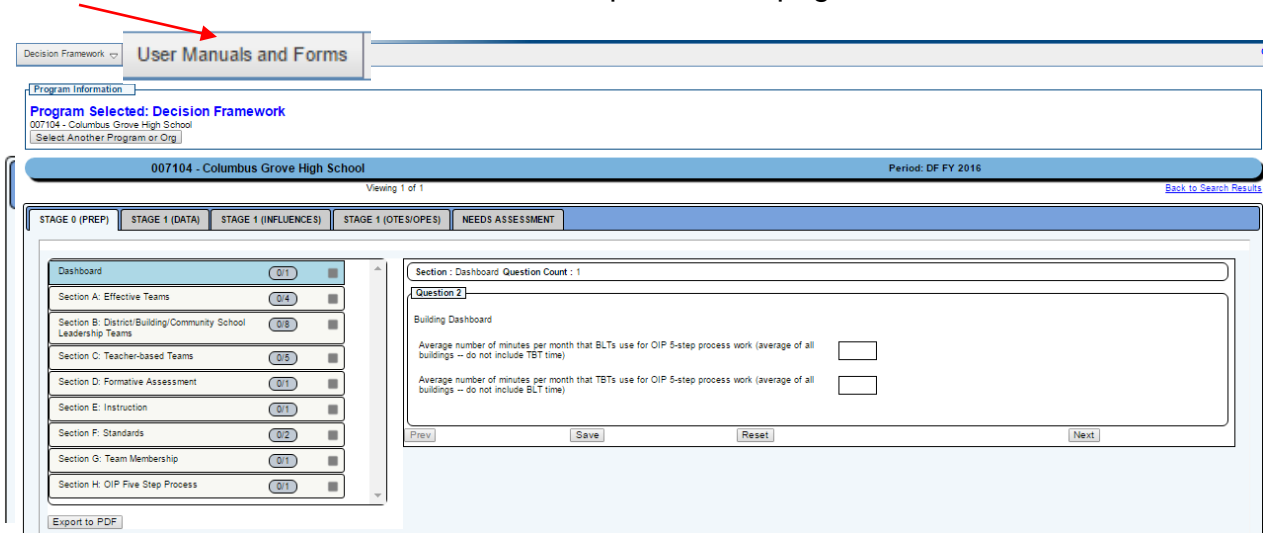 Decision Framework
User Manuals and Forms
Program Information
Program Selected: Decision Framework
007104 - Columbus Grove High School
Select Another Program or Org
007104 - Columbus Grove High School
Period: DF FY 2016
Viewing 1 of 1
Back to Search Results
STAGE 0 (PREP)
STAGE 1 (DATA)
STAGE 1 (INFLUENCES)
STAGE 1 (OTES/OPES)
NEEDS ASSESSMENT
Dashboard 0/1
Section A: Effective Teams 0/4
Section B: District/Building/Community School
Leadership Teams 0/8
Section C: Teacher-based Teams 0/5
Section D: Formative Assessment 0/1
Section E: Instruction 0/1
Section F: Standards 0/2
Section G: Team Membership 0/1
Section H: OIP Five Step Process 0/1
Export to PDF
Section : Dashboard Question Count : 1
Question 2
Building Dashboard
Average number of minutes per month that BLTs use for OIP 5-step process work (average of all
buildings -- do not include TBT time)
Average number of minutes per month that TBTs use for OIP 5-step process work (average of all
buildings -- do not include BLT time)
Prev
Save
Reset
Next